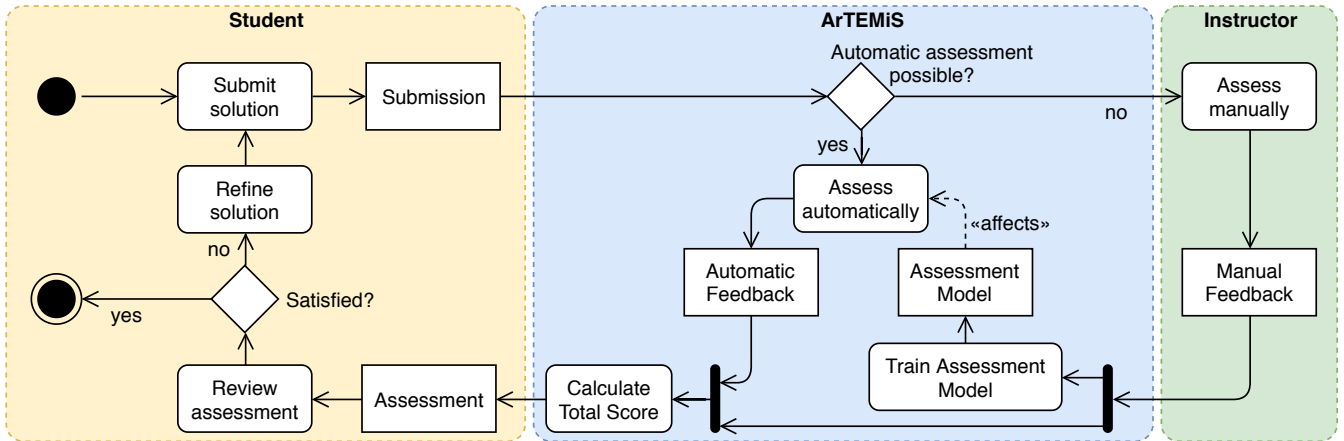 Student
ArTEMiS
Instructor
Submit
solution
Submission
Automatic assessment
possible?
no
Assess
manually
yes
Refine
solution
Assess
automatically
«affects»
no
Satisfied?
yes
Automatic
Feedback
Assessment
Model
Manual
Feedback
Review
assessment
Assessment
Calculate
Total Score
Train Assessment
Model